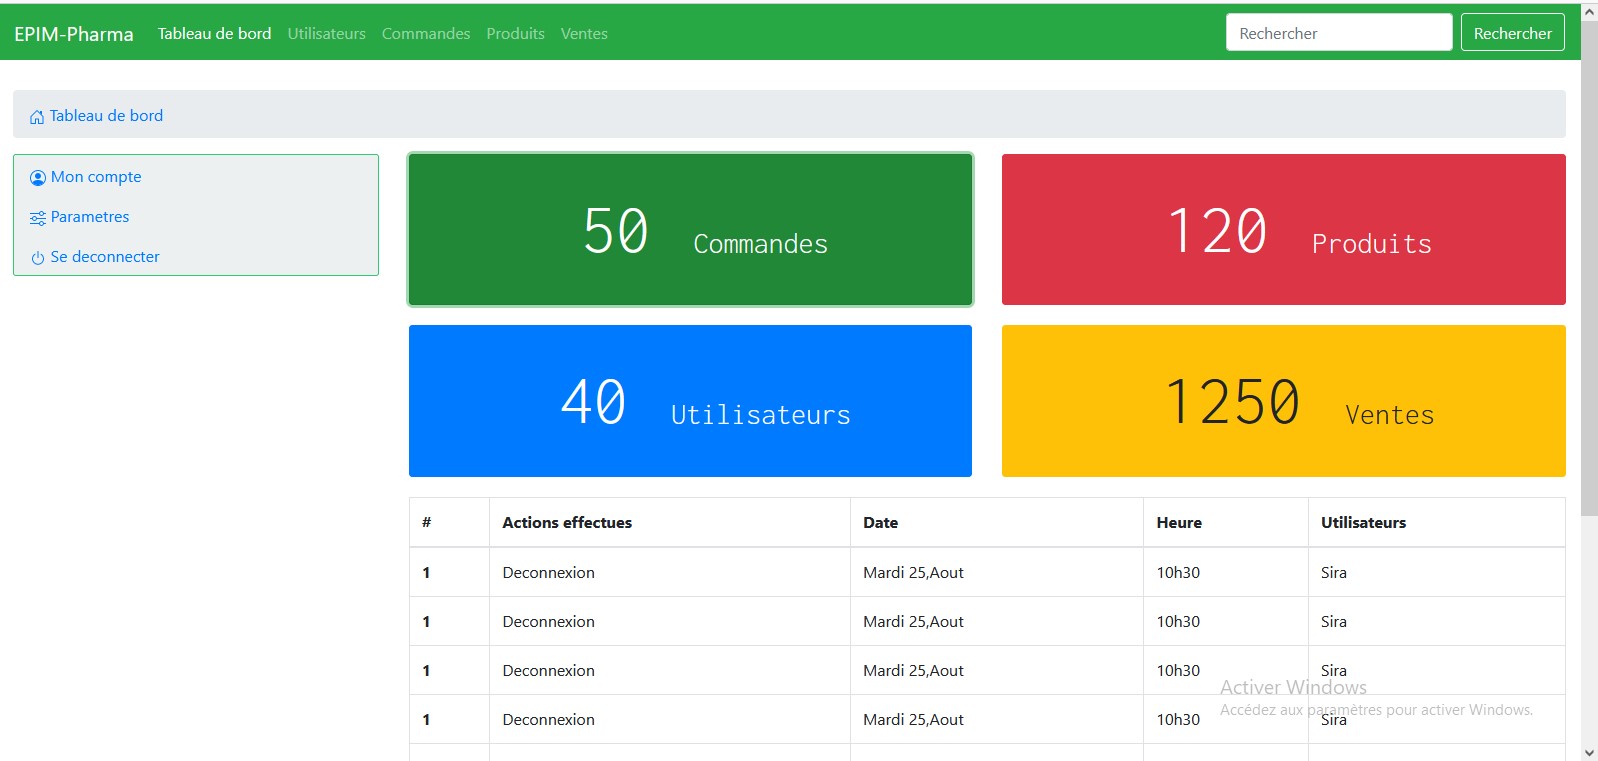 EPIM-Pharma Tableau de bord Utilisateurs Commandes Produits Ventes Rechercher Rechercher
Tableau de bord
Mon compte
Parametres
Se deconnecter
50 Commandes
120 Produits
40 Utilisateurs
1250 Ventes
# Actions effectues Date Heure Utilisateurs
1 Deconnexion Mardi 25,Aout 10h30 Sira
1 Deconnexion Mardi 25,Aout 10h30 Sira
1 Deconnexion Mardi 25,Aout 10h30 Sira
1 Deconnexion Mardi 25,Aout 10h30 Sira
Activer Windows
Accédez aux paramètres pour activer Windows.